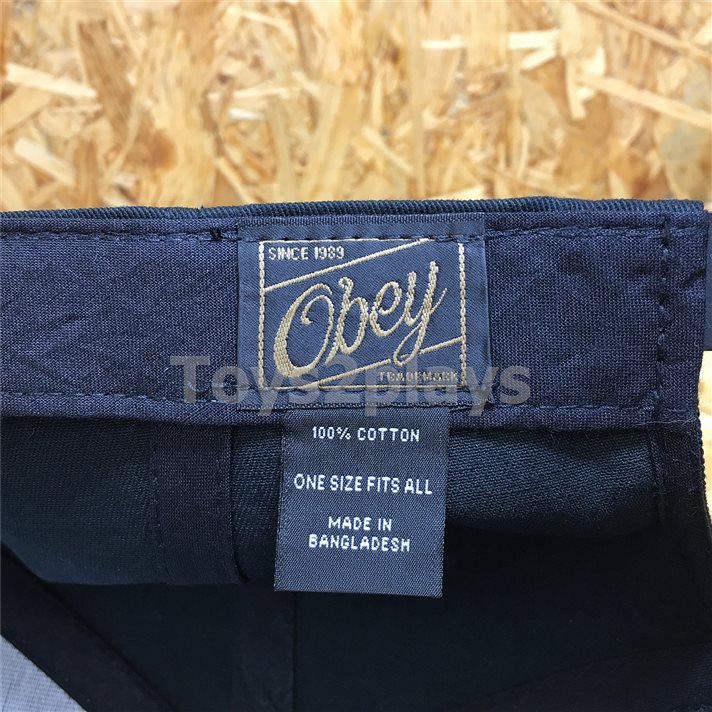 SINCE 1989
Obey
TRADEMARK
Toys2plays
100% COTTON
ONE SIZE FITS ALL
MADE IN
BANGLADESH